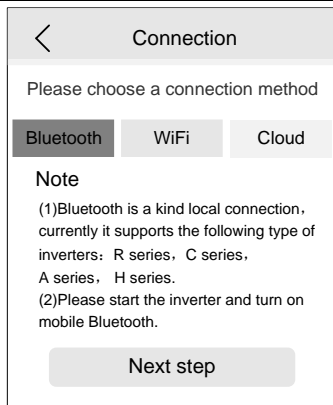 Connection
Please choose a connection method
Bluetooth WiFi Cloud
Note
(1)Bluetooth is a kind local connection，
currently it supports the following type of
inverters：R series，C series，
A series， H series.
(2)Please start the inverter and turn on
mobile Bluetooth.
Next step